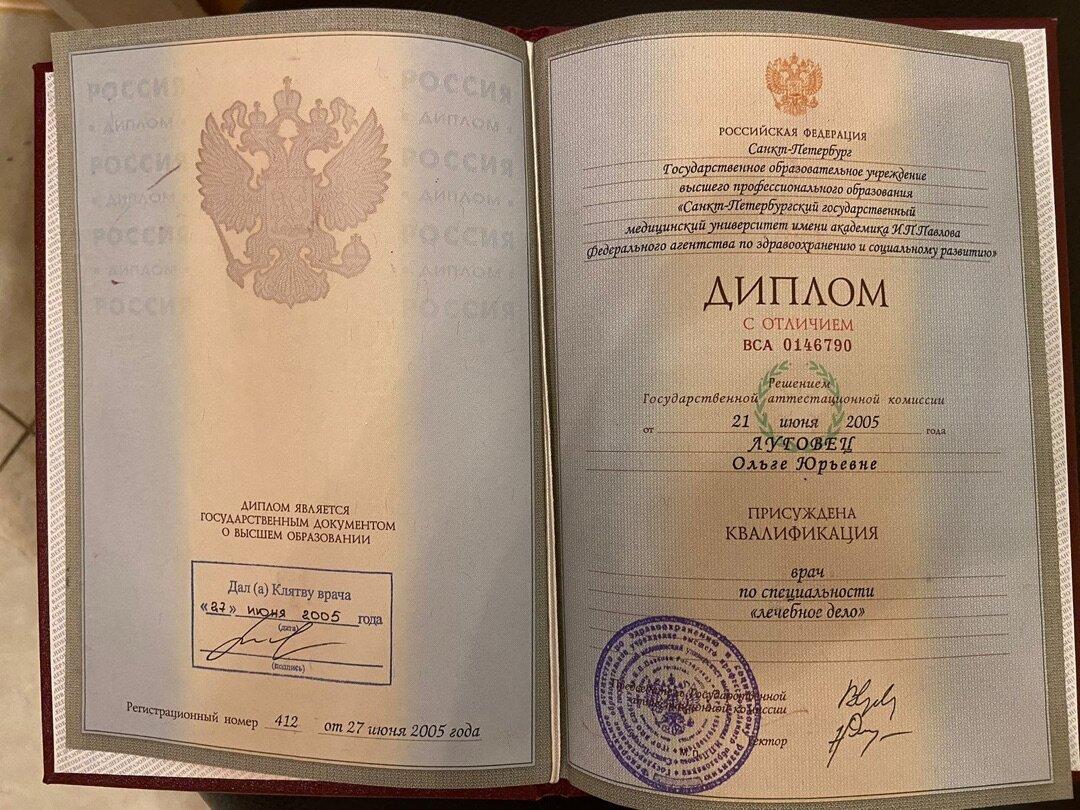 РОССИЯ РОССИЯ
• ДИПЛОМ • • ДИПЛОМ •
РОССИЯ РОССИЯ
• ДИПЛОМ • • ДИПЛОМ •
РОССИЯ РОССИЯ
• ДИПЛОМ • • ДИПЛОМ •
РОССИЯ РОССИЯ
ДИПЛОМ ЯВЛЯЕТСЯ
ГОСУДАРСТВЕННЫМ ДОКУМЕНТОМ
О ВЫСШЕМ ОБРАЗОВАНИИ
Дал (а) Клятву врача
«27» июня 2005 года
(дата)
(подпись)
Регистрационный номер 412 от 27 июня 2005 года
РОССИЙСКАЯ ФЕДЕРАЦИЯ
Санкт-Петербург
Государственное образовательное учреждение
высшего профессионального образования
«Санкт-Петербургский государственный
медицинский университет имени академика И.П.Павлова
Федерального агентства по здравоохранению и социальному развитию»
ДИПЛОМ
С ОТЛИЧИЕМ
ВСА 0146790
Решением
Государственной аттестационной комиссии
от 21 июня 2005 года
ЛУГОВЕЦ
Ольге Юрьевне
ПРИСУЖДЕНА
КВАЛИФИКАЦИЯ
врач
по специальности
«лечебное дело»
Государственной
комиссии